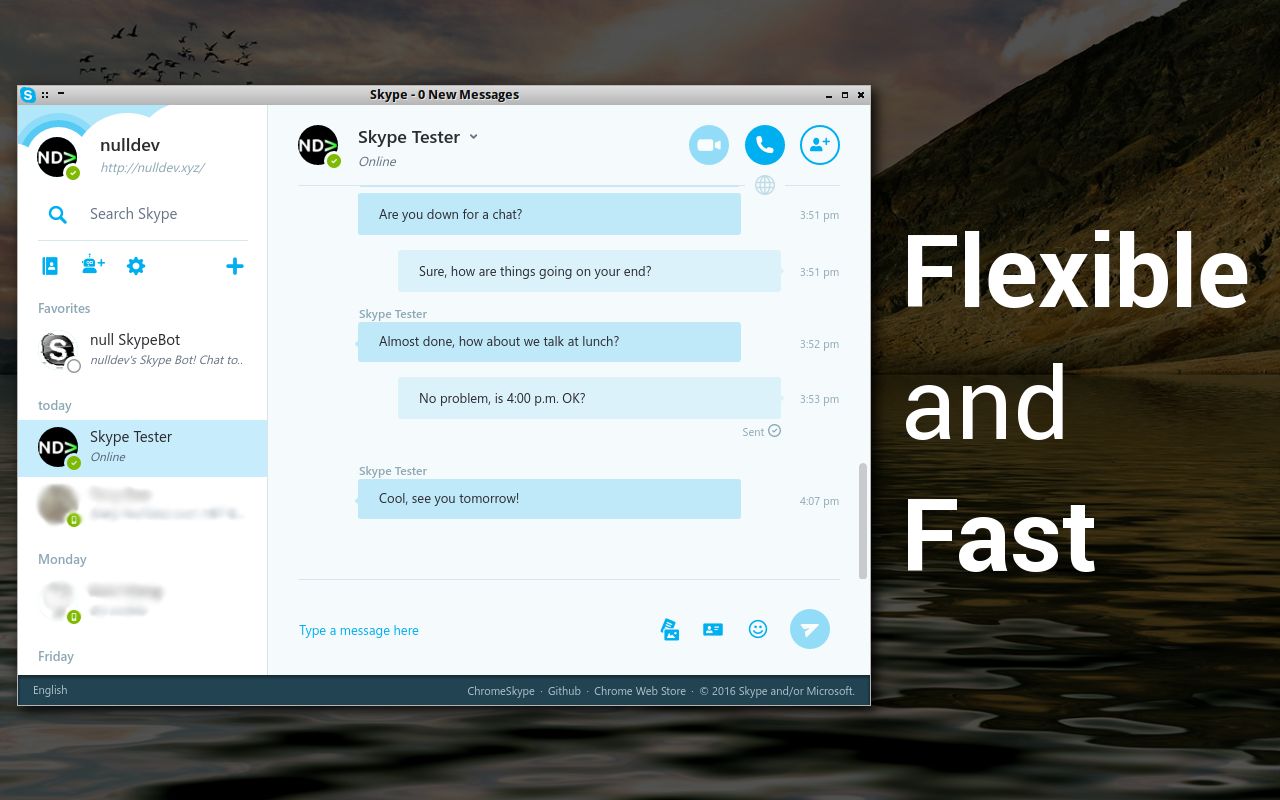 Skype - 0 New Messages
nulldev
http://nulldev.xyz/
Search Skype
Favorites
null SkypeBot
nulldev's Skype Bot! Chat to..
today
Skype Tester
Online
Monday
Friday
ND>
Skype Tester
Online
Are you down for a chat?
3:51 pm
Sure, how are things going on your end?
3:51 pm
Skype Tester
Almost done, how about we talk at lunch?
3:52 pm
No problem, is 4:00 p.m. OK?
3:53 pm
Sent
Skype Tester
Cool, see you tomorrow!
4:07 pm
Type a message here
English
ChromeSkype · Github · Chrome Web Store · © 2016 Skype and/or Microsoft.
Flexible
and
Fast